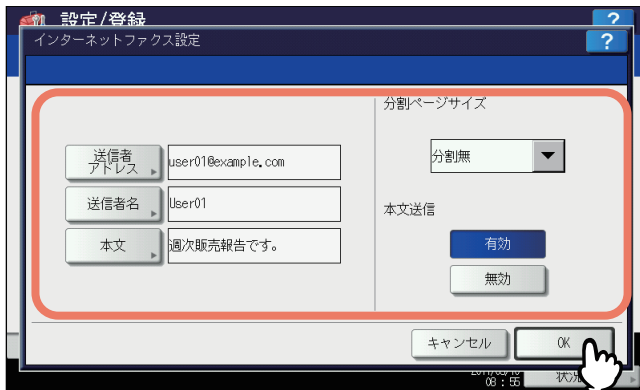 設定/登録
?
インターネットファクス設定
?
送信者
アドレス
user01@example.com
送信者名
User01
本文
週次販売報告です。
分割ページサイズ
分割無
本文送信
有効
無効
キャンセル
OK
08:55